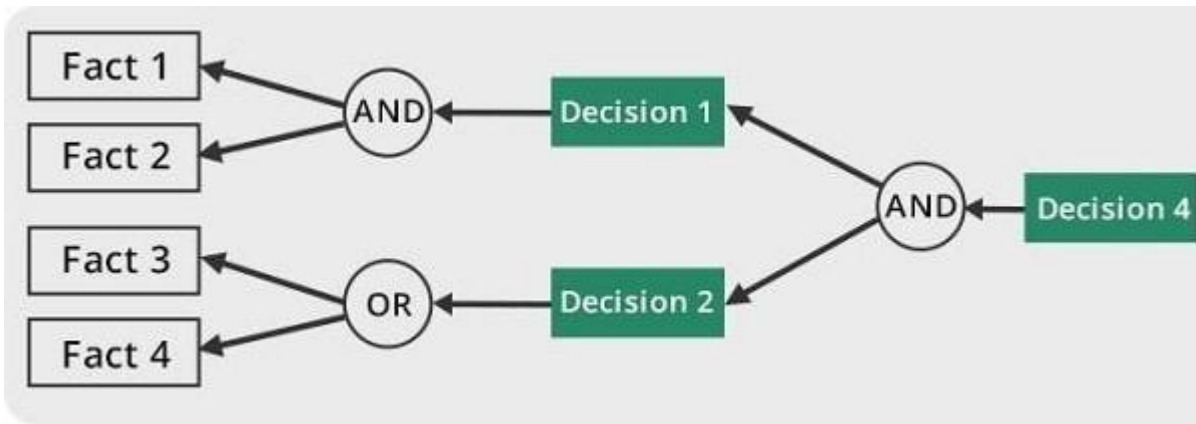 Fact 1
Fact 2
AND
Decision 1
Fact 3
Fact 4
OR
Decision 2
AND
Decision 4